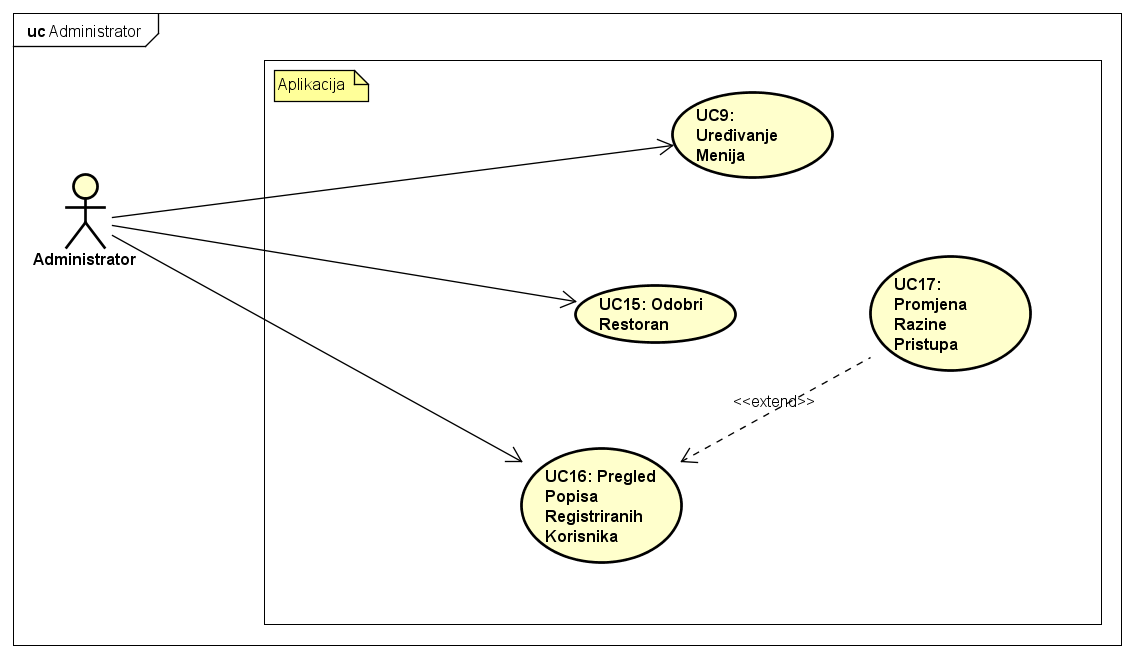 uc Administrator
Aplikacija
UC9:
Uređivanje
Menija
Administrator
UC15: Odobri
Restoran
UC17:
Promjena
Razine
Pristupa
<<extend>>
UC16: Pregled
Popisa
Registriranih
Korisnika